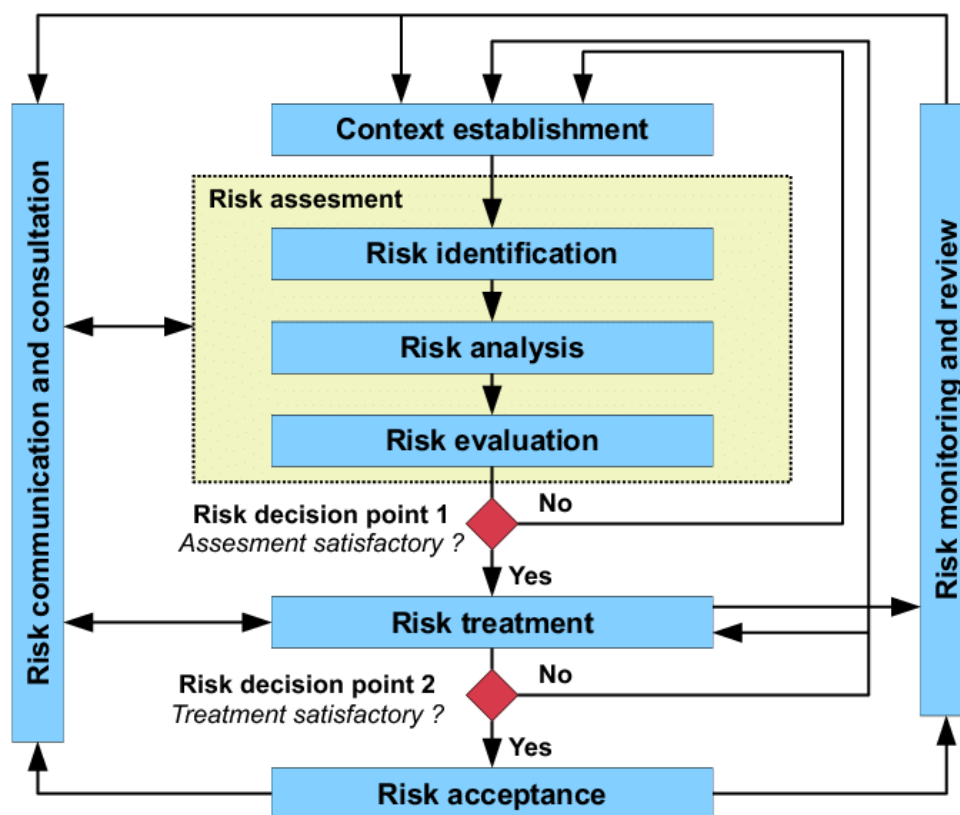 Context establishment
Risk assesment
Risk identification
Risk analysis
Risk evaluation
Risk decision point 1
Assesment satisfactory ?
No
Yes
Risk treatment
Risk decision point 2
Treatment satisfactory ?
No
Yes
Risk acceptance
Risk communication and consultation
Risk monitoring and review